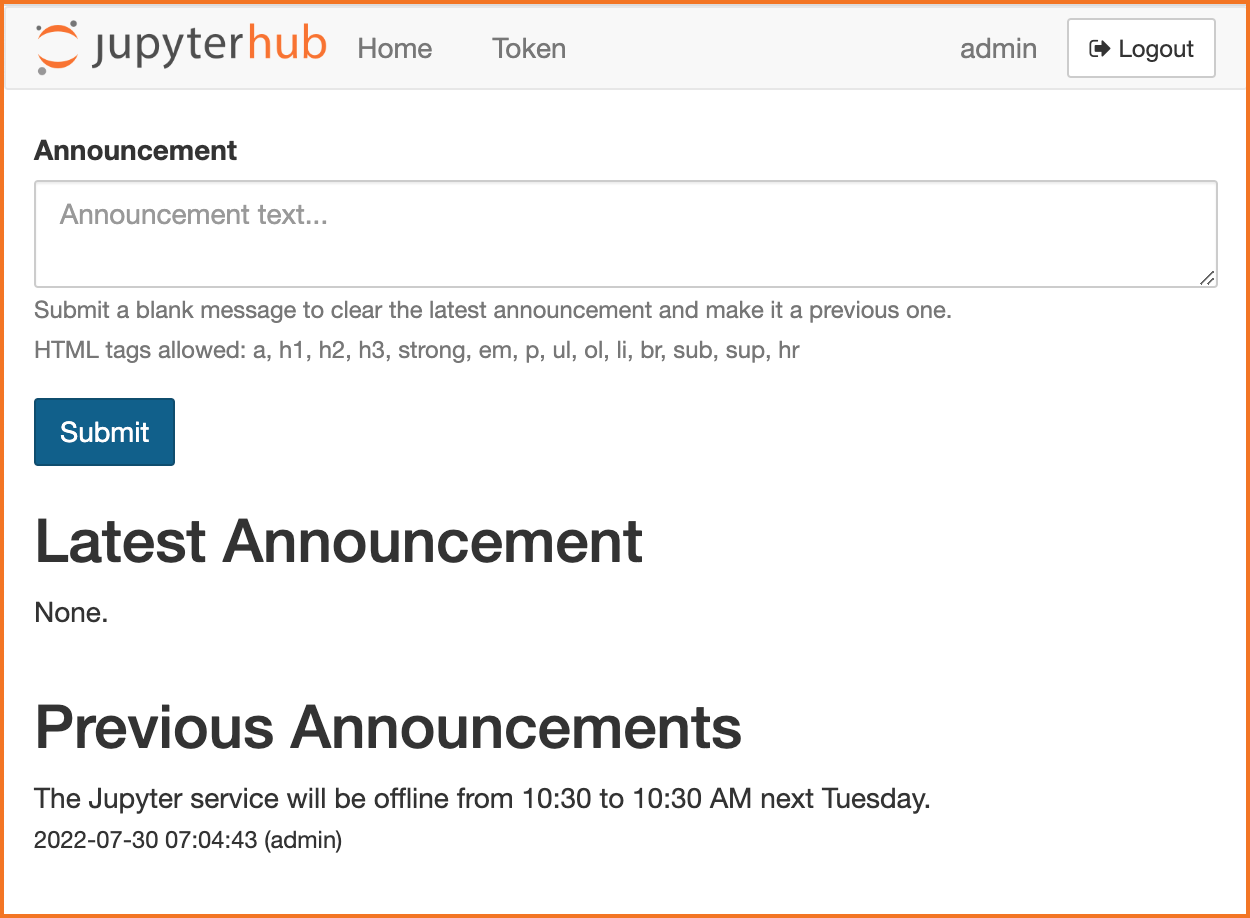 jupyterhub Home Token admin Logout
Announcement
Announcement text...
Submit a blank message to clear the latest announcement and make it a previous one.
HTML tags allowed: a, h1, h2, h3, strong, em, p, ul, ol, li, br, sub, sup, hr
Submit
Latest Announcement
None.
Previous Announcements
The Jupyter service will be offline from 10:30 to 10:30 AM next Tuesday.
2022-07-30 07:04:43 (admin)